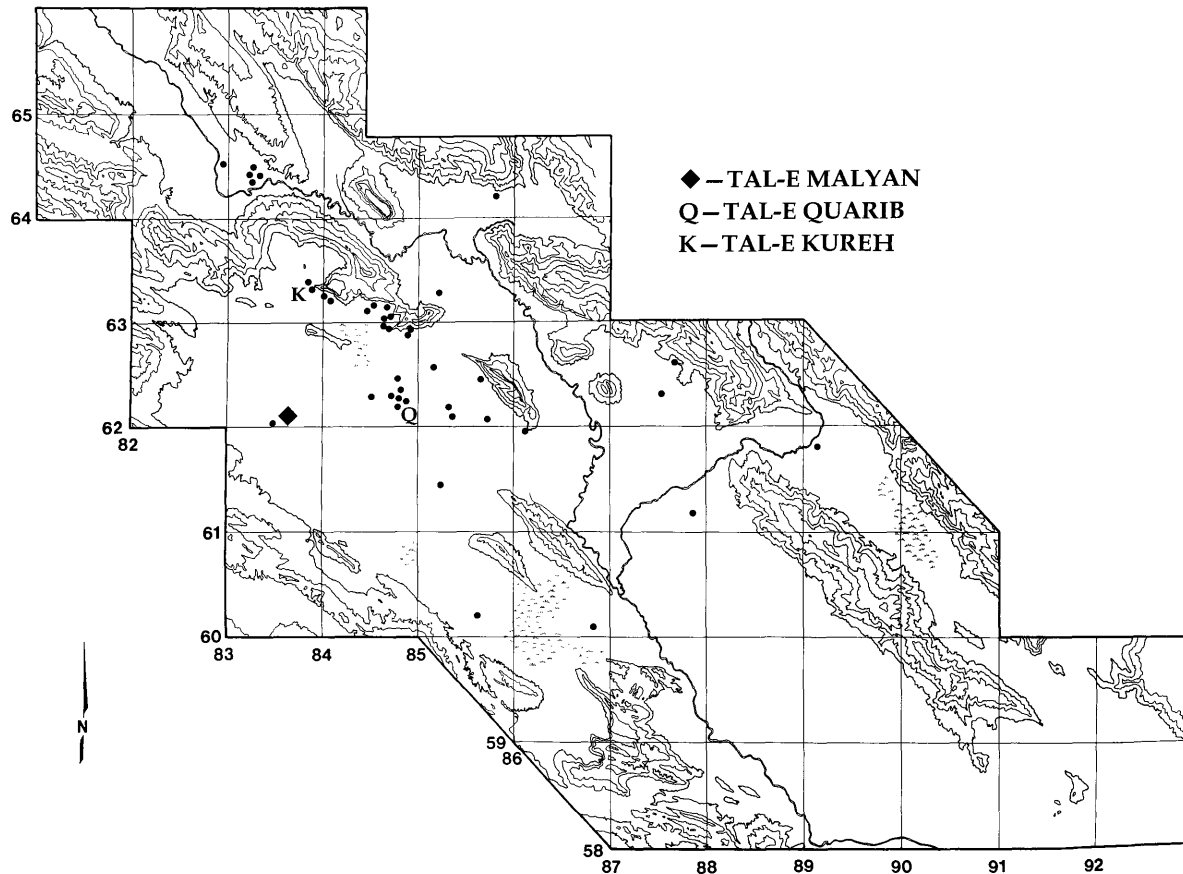 65
64
◆ – TAL-E MALYAN
Q – TAL-E QUARIB
K – TAL-E KUREH
K
63
Q
62
82
61
60
83 84 85
N
59
86
58
87 88 89 90 91 92